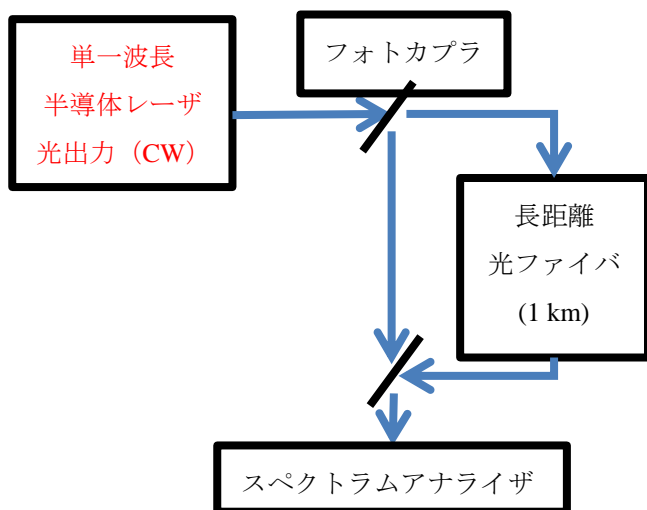 単一波長
半導体レーザ
光出力（CW）
フォトカプラ
長距離
光ファイバ
(1 km)
スペクトラムアナライザ